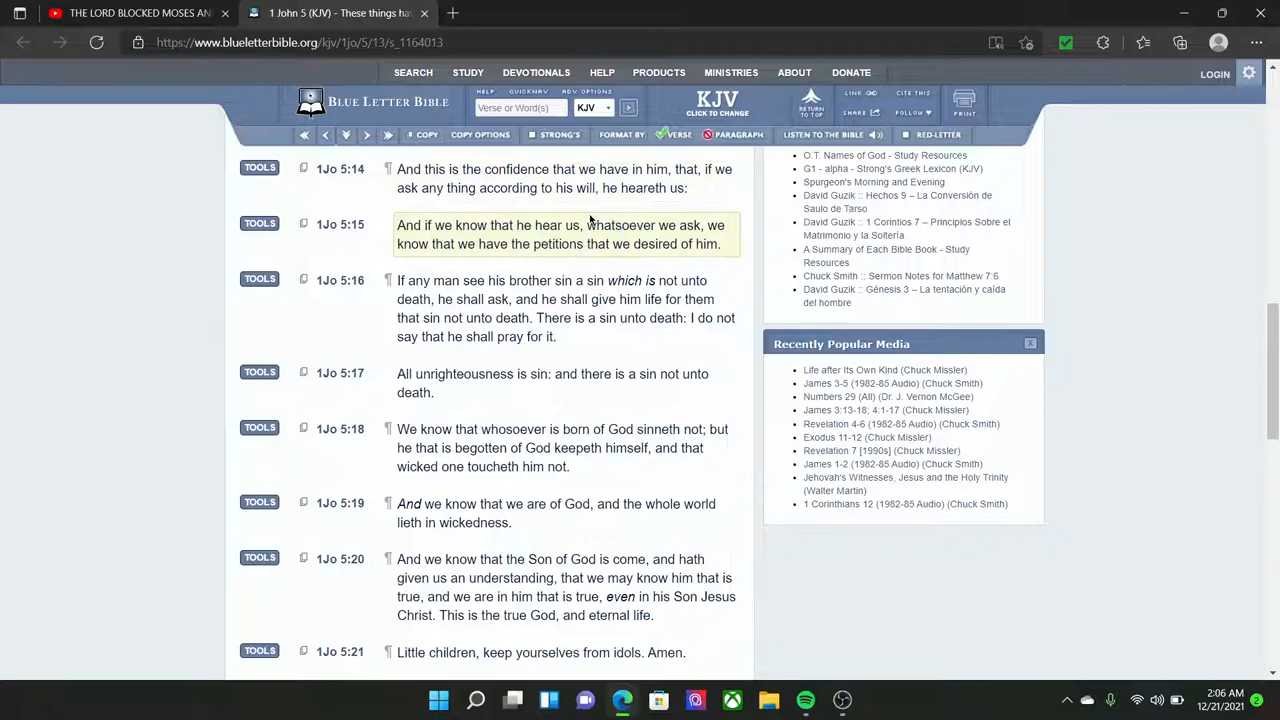 THE LORD BLOCKED MOSES AN
1 John 5 (KJV) - These things hav
https://www.blueletterbible.org/kjv/1jo/5/13/s_1164013
SEARCH STUDY DEVOTIONALS HELP PRODUCTS MINISTRIES ABOUT DONATE
LOGIN
BLUE LETTER BIBLE
HELP QUICKNAV ADV. OPTIONS
Verse or Word(s) KJV
KJV
CLICK TO CHANGE
RETURN TO TOP
LINK CITE THIS
SHARE FOLLOW
PRINT
COPY COPY OPTIONS STRONG'S FORMAT BY VERSE PARAGRAPH LISTEN TO THE BIBLE RED-LETTER
TOOLS 1Jo 5:14 ¶ And this is the confidence that we have in him, that, if we
ask any thing according to his will, he heareth us:
TOOLS 1Jo 5:15 And if we know that he hear us, whatsoever we ask, we
know that we have the petitions that we desired of him.
TOOLS 1Jo 5:16 ¶ If any man see his brother sin a sin which is not unto
death, he shall ask, and he shall give him life for them
that sin not unto death. There is a sin unto death: I do not
say that he shall pray for it.
TOOLS 1Jo 5:17 All unrighteousness is sin: and there is a sin not unto
death.
TOOLS 1Jo 5:18 ¶ We know that whosoever is born of God sinneth not; but
he that is begotten of God keepeth himself, and that
wicked one toucheth him not.
TOOLS 1Jo 5:19 And we know that we are of God, and the whole world
lieth in wickedness.
TOOLS 1Jo 5:20 And we know that the Son of God is come, and hath
given us an understanding, that we may know him that is
true, and we are in him that is true, even in his Son Jesus
Christ. This is the true God, and eternal life.
TOOLS 1Jo 5:21 ¶ Little children, keep yourselves from idols. Amen.
O.T. Names of God - Study Resources
G1 - alpha - Strong's Greek Lexicon (KJV)
Spurgeon's Morning and Evening
David Guzik :: Hechos 9 – La Conversión de
Saulo de Tarso
David Guzik :: 1 Corintios 7 – Principios Sobre el
Matrimonio y la Soltería
A Summary of Each Bible Book - Study
Resources
Chuck Smith :: Sermon Notes for Matthew 7:6
David Guzik :: Génesis 3 – La tentación y caída
del hombre
Recently Popular Media X
Life after Its Own Kind (Chuck Missler)
James 3-5 (1982-85 Audio) (Chuck Smith)
Numbers 29 (All) (Dr. J. Vernon McGee)
James 3:13-18; 4:1-17 (Chuck Missler)
Revelation 4-6 (1982-85 Audio) (Chuck Smith)
Exodus 11-12 (Chuck Missler)
Revelation 7 [1990s] (Chuck Missler)
James 1-2 (1982-85 Audio) (Chuck Smith)
Jehovah's Witnesses, Jesus and the Holy Trinity
(Walter Martin)
1 Corinthians 12 (1982-85 Audio) (Chuck Smith)
2:06 AM
12/21/2021
2